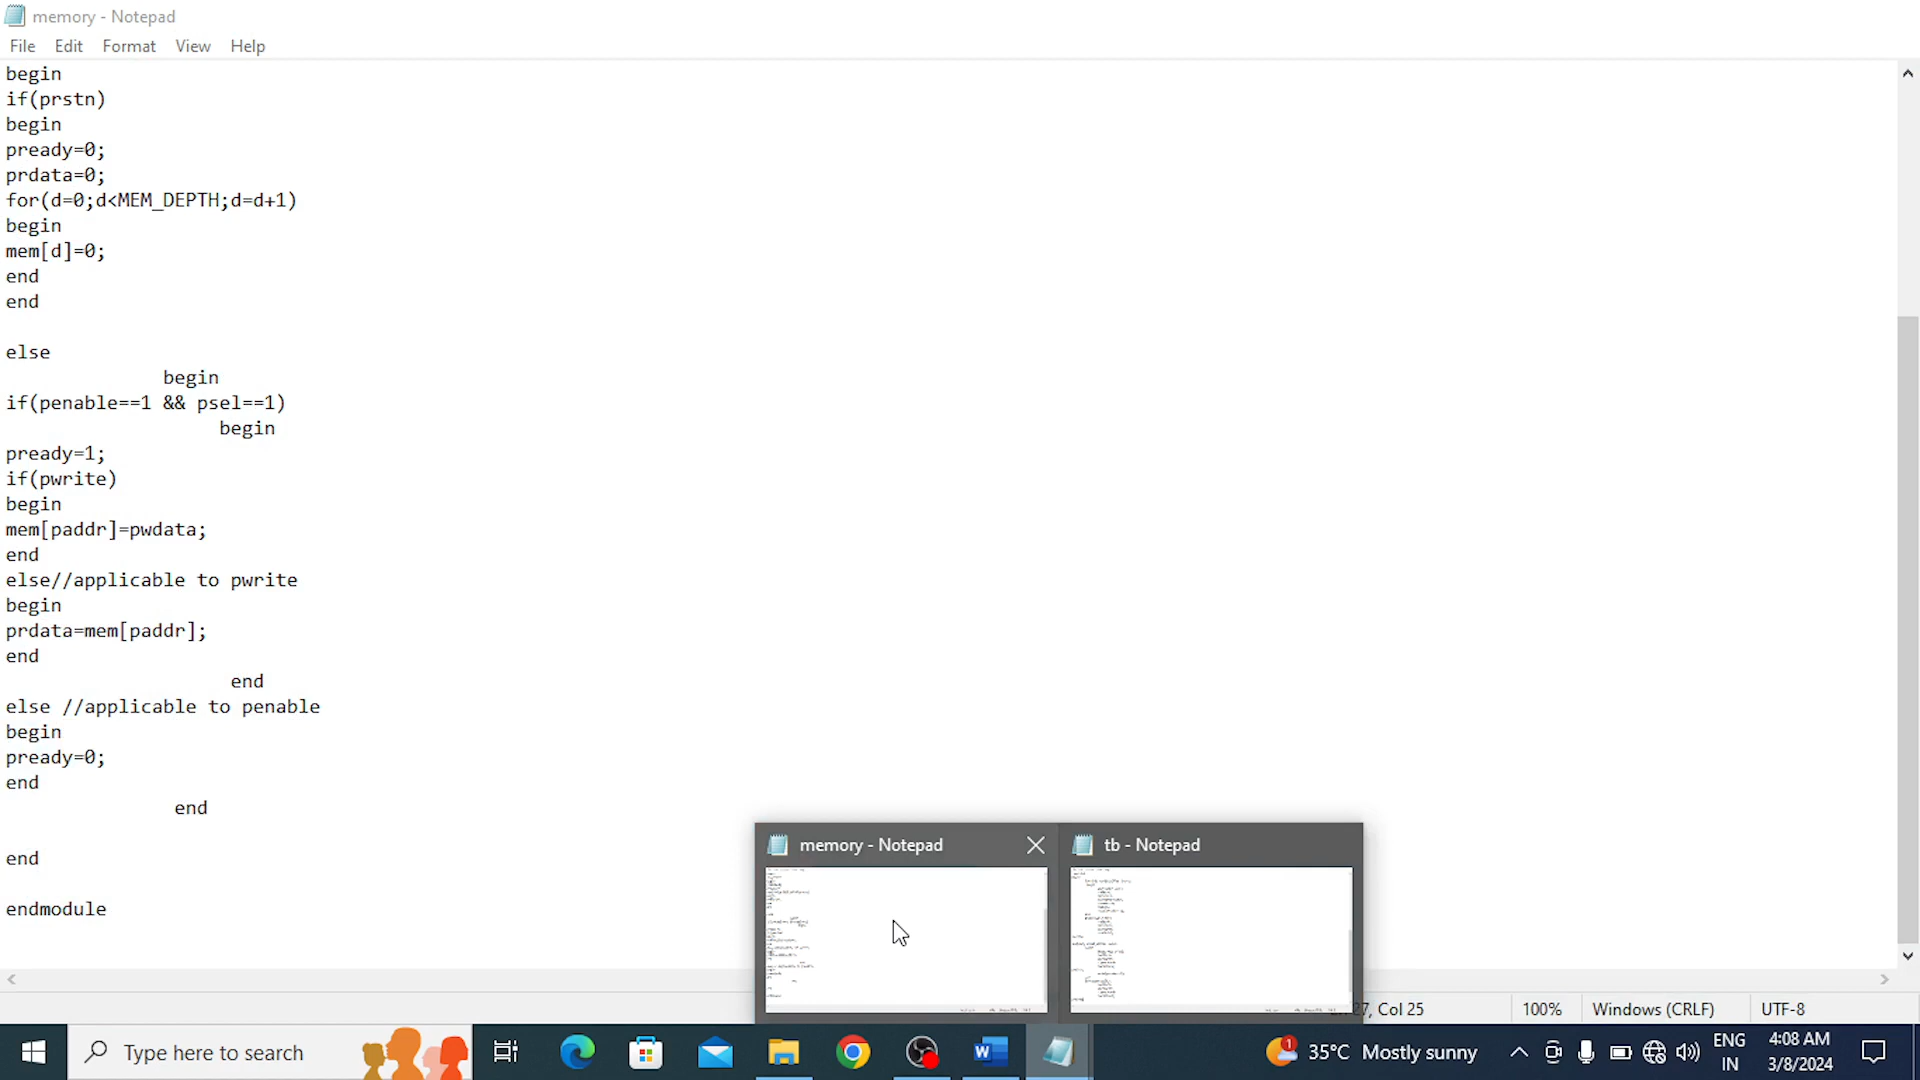 memory - Notepad
File Edit Format View Help
begin
if(prstn)
begin
pready=0;
prdata=0;
for(d=0;d<MEM_DEPTH;d=d+1)
begin
mem[d]=0;
end
end
else
begin
if(penable==1 && psel==1)
begin
pready=1;
if(pwrite)
begin
mem[paddr]=pwdata;
end
else//applicable to pwrite
begin
prdata=mem[paddr];
end
end
else //applicable to penable
begin
pready=0;
end
end
end
endmodule
memory - Notepad
tb - Notepad
27, Col 25
100%
Windows (CRLF)
UTF-8
Type here to search
1
35°C Mostly sunny
ENG
IN
4:08 AM
3/8/2024